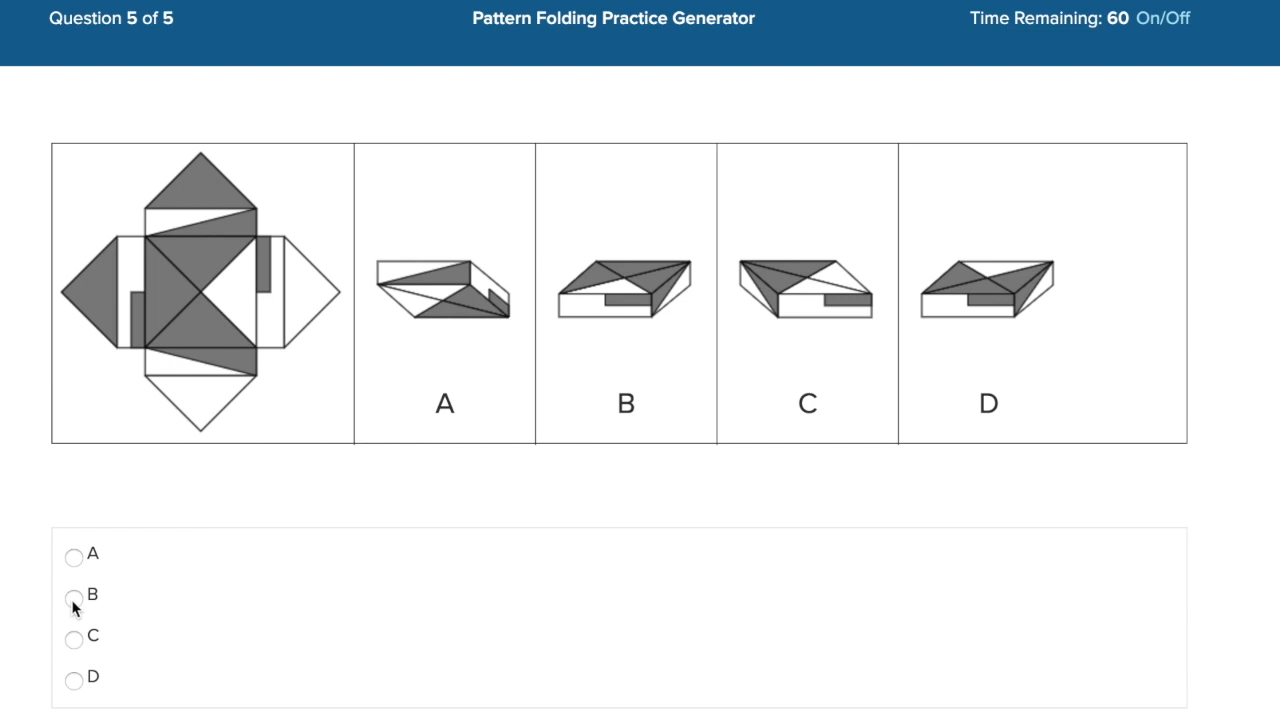 Question 5 of 5
Pattern Folding Practice Generator
Time Remaining: 60 On/Off
A
B
C
D
A
B
C
D